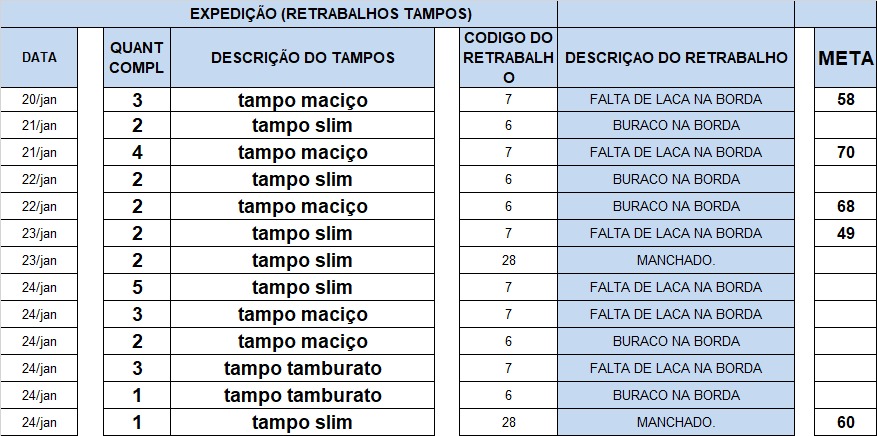 EXPEDIÇÃO (RETRABALHOS TAMPOS)
DATA QUANT COMPL DESCRIÇÃO DO TAMPOS CODIGO DO RETRABALHO DESCRIÇAO DO RETRABALHO META
20/jan 3 tampo maciço 7 FALTA DE LACA NA BORDA 58
21/jan 2 tampo slim 6 BURACO NA BORDA
21/jan 4 tampo maciço 7 FALTA DE LACA NA BORDA 70
22/jan 2 tampo slim 6 BURACO NA BORDA
22/jan 2 tampo maciço 6 BURACO NA BORDA 68
23/jan 2 tampo slim 7 FALTA DE LACA NA BORDA 49
23/jan 2 tampo slim 28 MANCHADO.
24/jan 5 tampo slim 7 FALTA DE LACA NA BORDA
24/jan 3 tampo maciço 7 FALTA DE LACA NA BORDA
24/jan 2 tampo maciço 6 BURACO NA BORDA
24/jan 3 tampo tamburato 7 FALTA DE LACA NA BORDA
24/jan 1 tampo tamburato 6 BURACO NA BORDA
24/jan 1 tampo slim 28 MANCHADO. 60